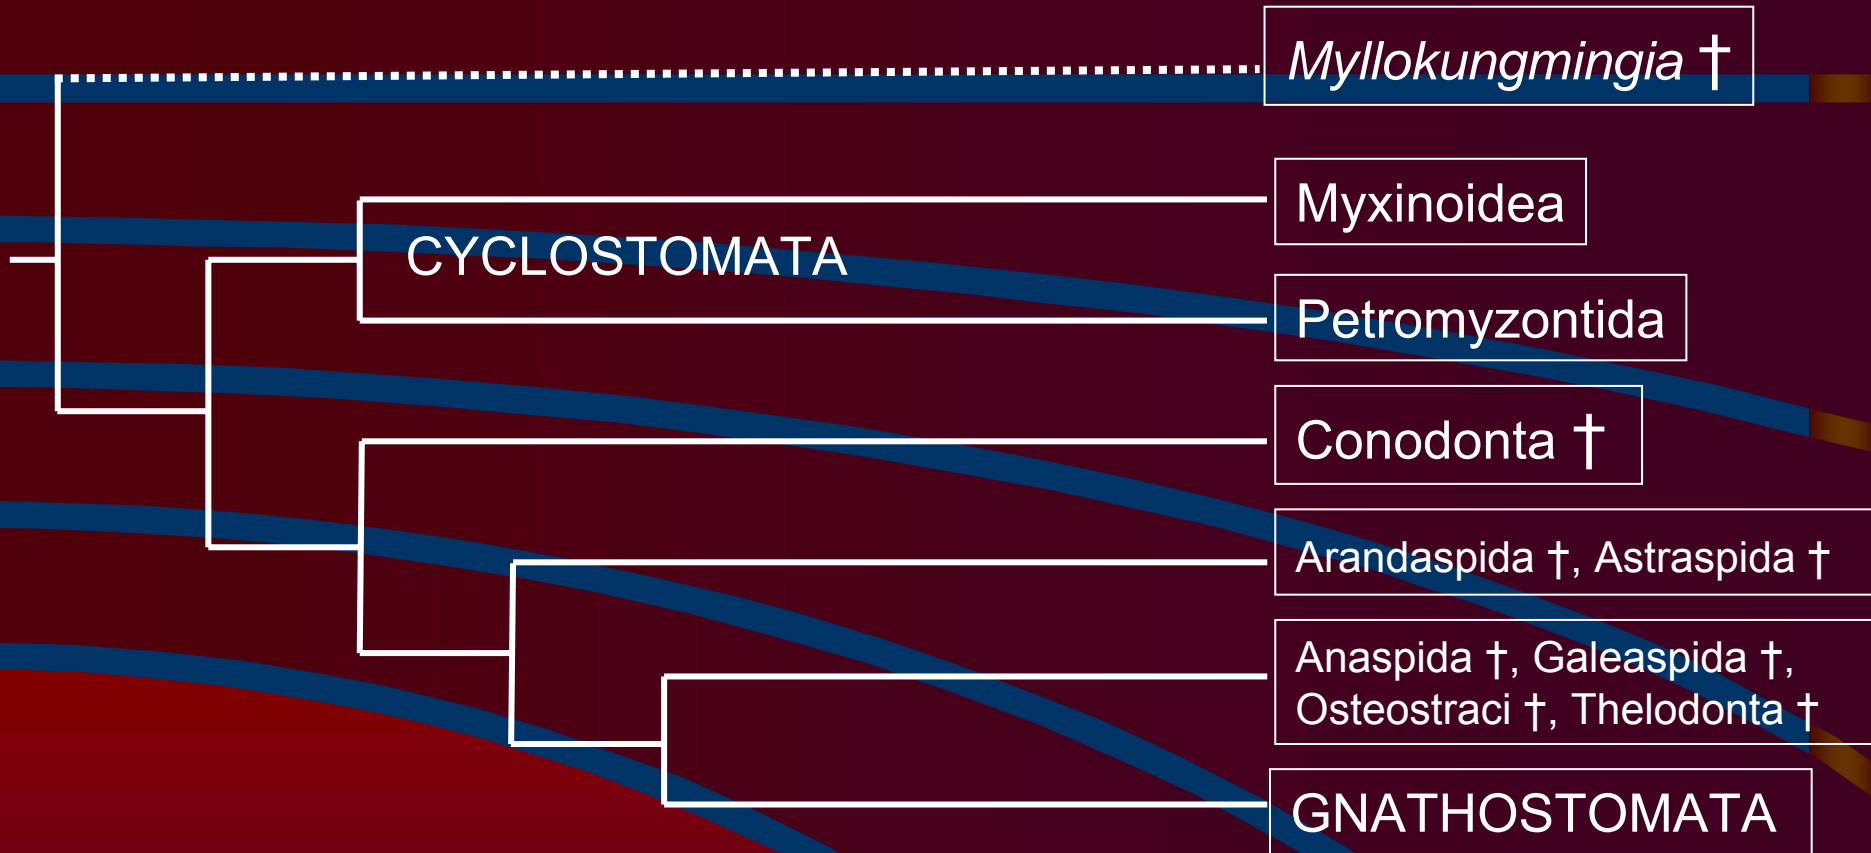 Myllokungmingia †
Myxinoidea
CYCLOSTOMATA
Petromyzontida
Conodonta †
Arandaspida †, Astraspida †
Anaspida †, Galeaspida †,
Osteostraci †, Thelodonta †
GNATHOSTOMATA